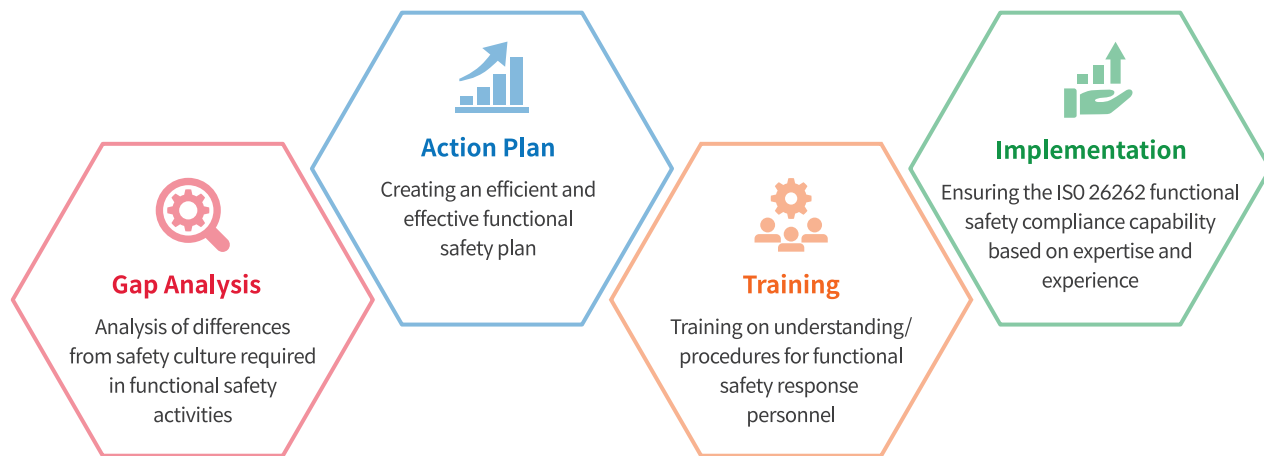 Gap Analysis
Analysis of differences
from safety culture required
in functional safety
activities
Action Plan
Creating an efficient and
effective functional
safety plan
Training
Training on understanding/
procedures for functional
safety response
personnel
Implementation
Ensuring the ISO 26262 functional
safety compliance capability
based on expertise and
experience